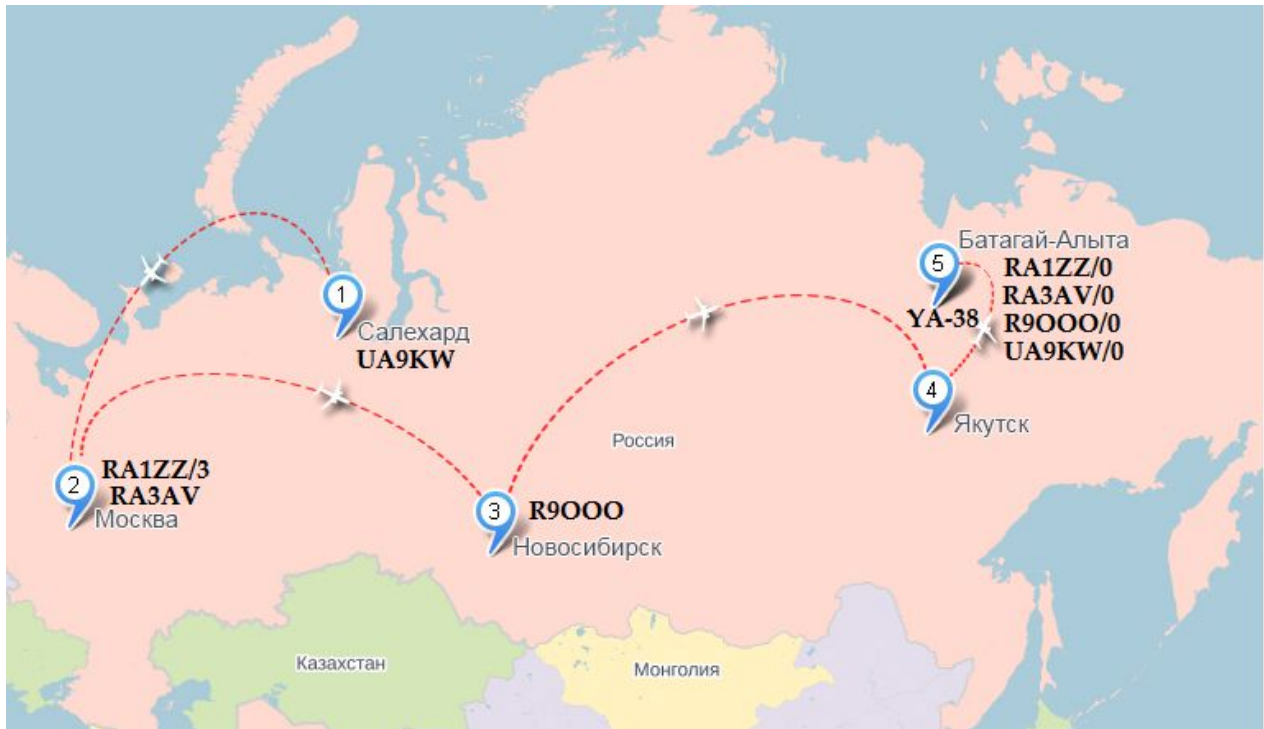 5
Батагай-Алыта
RA1ZZ/0
RA3AV/0
YA-38
R9OOO/0
UA9KW/0
1
Салехард
UA9KW
4
Якутск
Россия
2
RA1ZZ/3
RA3AV
Москва
3
R9OOO
Новосибирск
Казахстан
Монголия